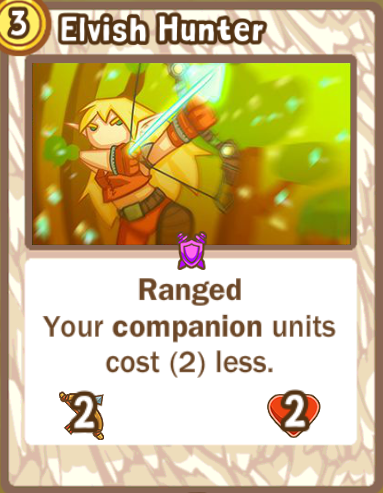 3
Elvish Hunter
Ranged
Your companion units
cost (2) less.
2
2